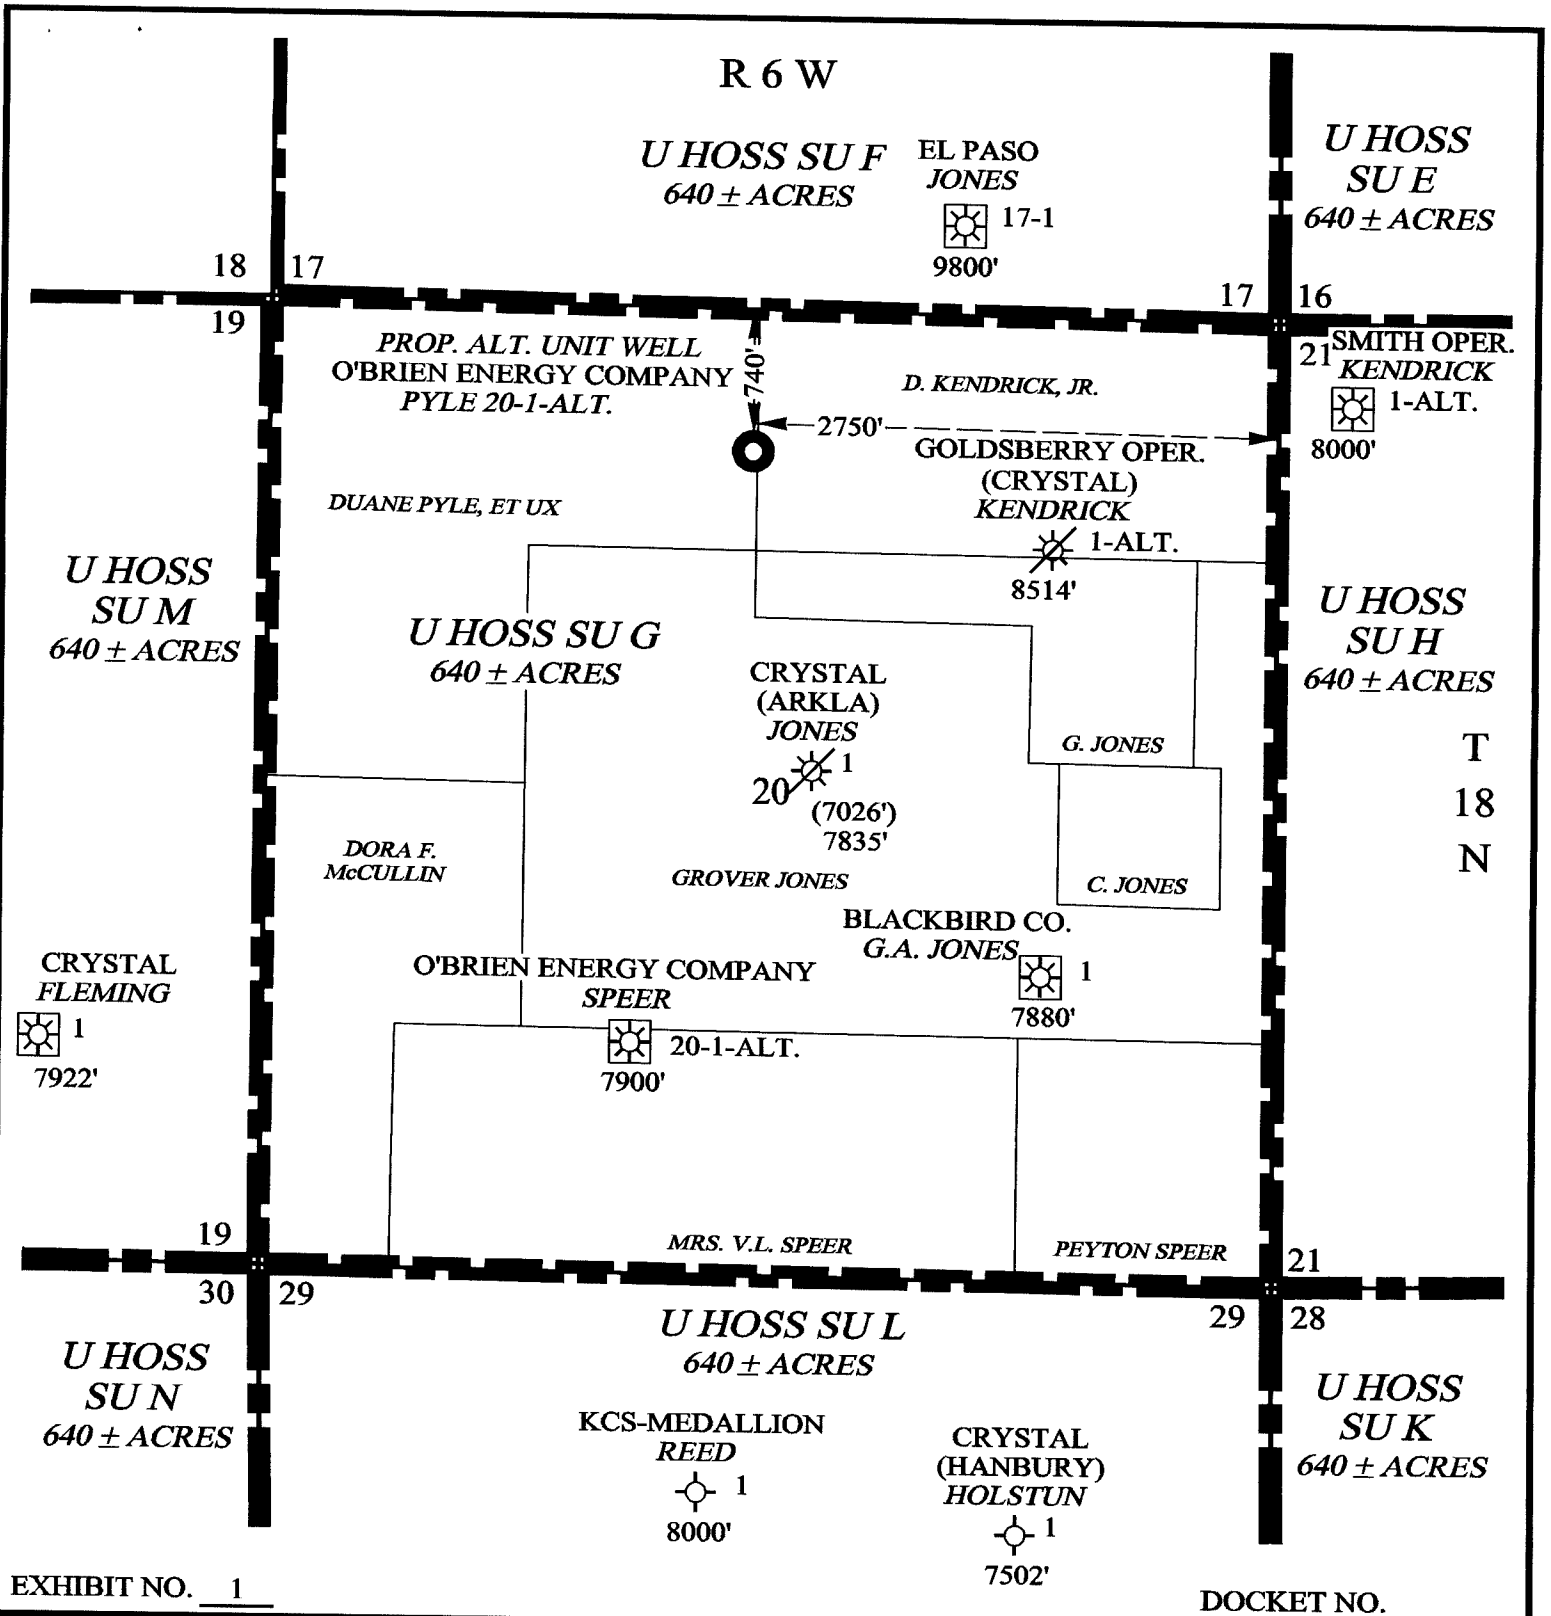 R 6 W
U HOSS SU F
640 ± ACRES
EL PASO
JONES
17-1
9800'
U HOSS
SU E
640 ± ACRES
18
17
17
16
19
21
PROP. ALT. UNIT WELL
O'BRIEN ENERGY COMPANY
PYLE 20-1-ALT.
740'
D. KENDRICK, JR.
SMITH OPER.
KENDRICK
1-ALT.
8000'
2750'
GOLDSBERRY OPER.
(CRYSTAL)
KENDRICK
1-ALT.
8514'
DUANE PYLE, ET UX
U HOSS
SU M
640 ± ACRES
U HOSS SU G
640 ± ACRES
U HOSS
SU H
640 ± ACRES
CRYSTAL
(ARKLA)
JONES
1
20
(7026')
7835'
G. JONES
T
18
N
DORA F.
McCULLIN
GROVER JONES
C. JONES
BLACKBIRD CO.
G.A. JONES
1
7880'
CRYSTAL
FLEMING
1
7922'
O'BRIEN ENERGY COMPANY
SPEER
20-1-ALT.
7900'
MRS. V.L. SPEER
PEYTON SPEER
19
21
30
29
29
28
U HOSS
SU N
640 ± ACRES
U HOSS SU L
640 ± ACRES
U HOSS
SU K
640 ± ACRES
KCS-MEDALLION
REED
1
8000'
CRYSTAL
(HANBURY)
HOLSTUN
1
7502'
EXHIBIT NO. 1
DOCKET NO.